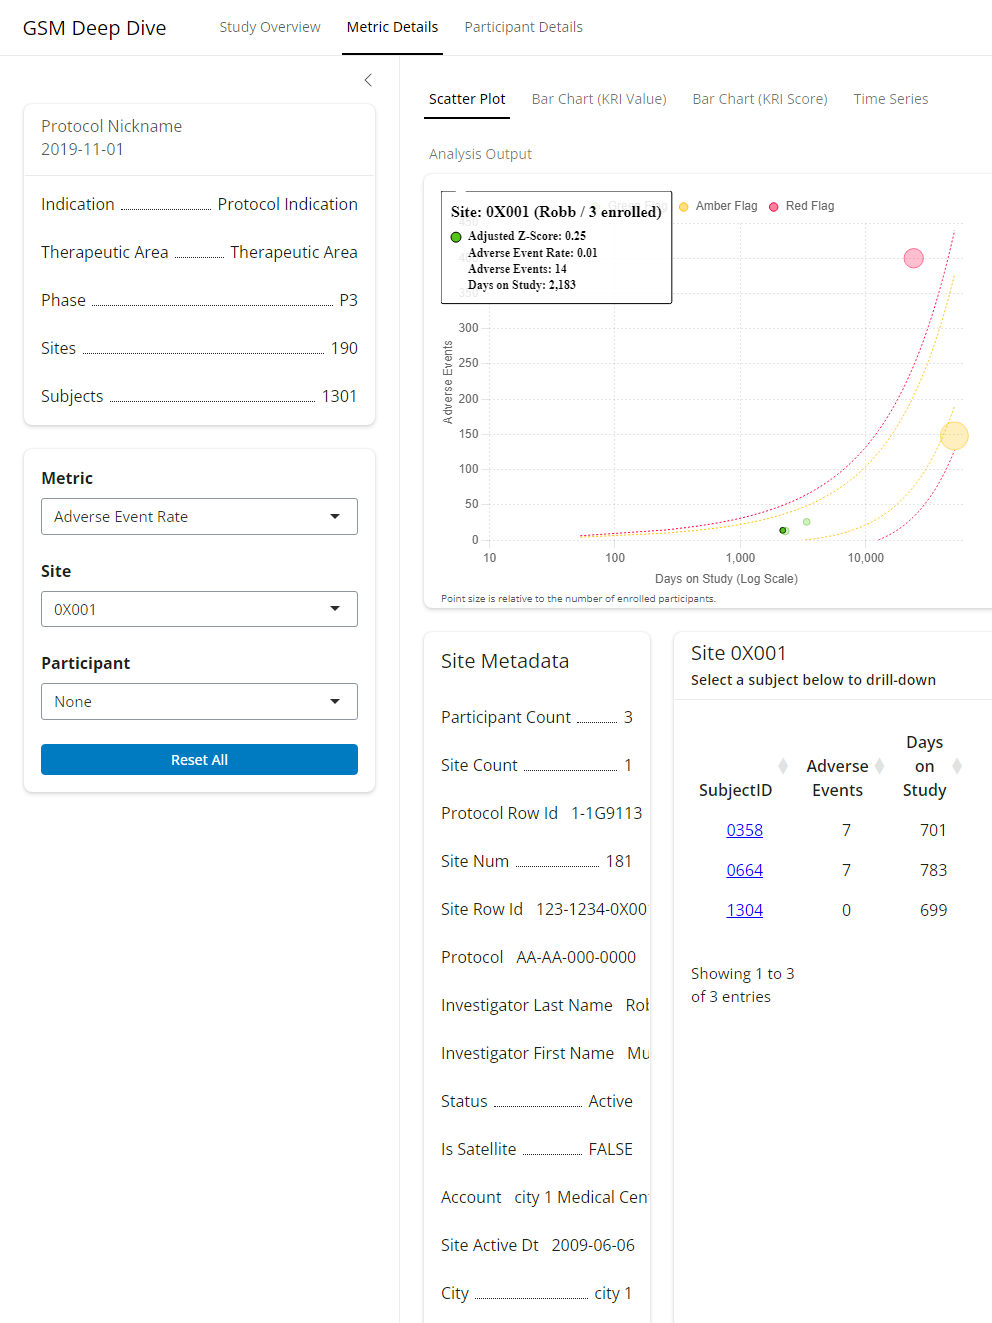 GSM Deep Dive
Study Overview
Metric Details
Participant Details
Protocol Nickname
2019-11-01
Indication Protocol Indication
Therapeutic Area Therapeutic Area
Phase P3
Sites 190
Subjects 1301
Metric
Adverse Event Rate
Site
0X001
Participant
None
Reset All
Scatter Plot
Bar Chart (KRI Value)
Bar Chart (KRI Score)
Time Series
Analysis Output
Amber Flag
Red Flag
Site: 0X001 (Robb / 3 enrolled)
Adjusted Z-Score: 0.25
Adverse Event Rate: 0.01
Adverse Events: 14
Days on Study: 2,183
Adverse Events
300
250
200
150
100
50
0
10
100
1,000
10,000
Days on Study (Log Scale)
Point size is relative to the number of enrolled participants.
Site Metadata
Participant Count 3
Site Count 1
Protocol Row Id 1-1G9113
Site Num 181
Site Row Id 123-1234-0X00
Protocol AA-AA-000-0000
Investigator Last Name Rob
Investigator First Name Mu
Status Active
Is Satellite FALSE
Account city 1 Medical Cen
Site Active Dt 2009-06-06
City city 1
Site 0X001
Select a subject below to drill-down
SubjectID
Adverse
Events
Days
on
Study
0358 7 701
0664 7 783
1304 0 699
Showing 1 to 3
of 3 entries